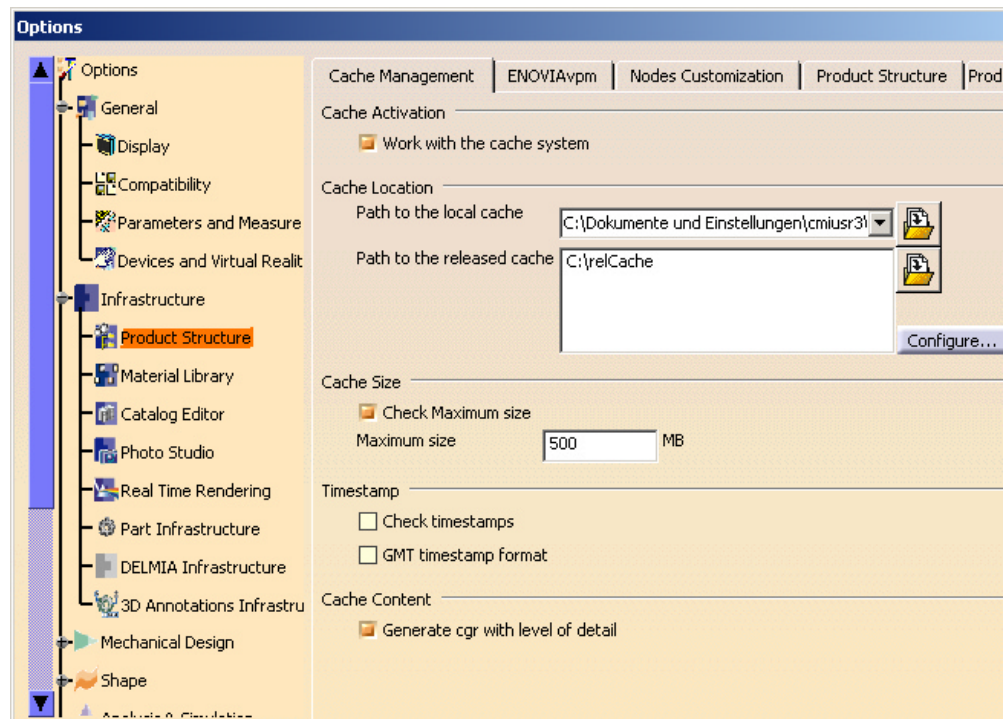 Options
Options
General
Display
Compatibility
Parameters and Measure
Devices and Virtual Realit
Infrastructure
Product Structure
Material Library
Catalog Editor
Photo Studio
Real Time Rendering
Part Infrastructure
DELMIA Infrastructure
3D Annotations Infrastru
Mechanical Design
Shape
Analysis & Simulation
Cache Management ENOVIAvpm Nodes Customization Product Structure Prod
Cache Activation
Work with the cache system
Cache Location
Path to the local cache C:\Dokumente und Einstellungen\cmiusr3\
Path to the released cache C:\relCache
Configure...
Cache Size
Check Maximum size
Maximum size 500 MB
Timestamp
Check timestamps
GMT timestamp format
Cache Content
Generate cgr with level of detail